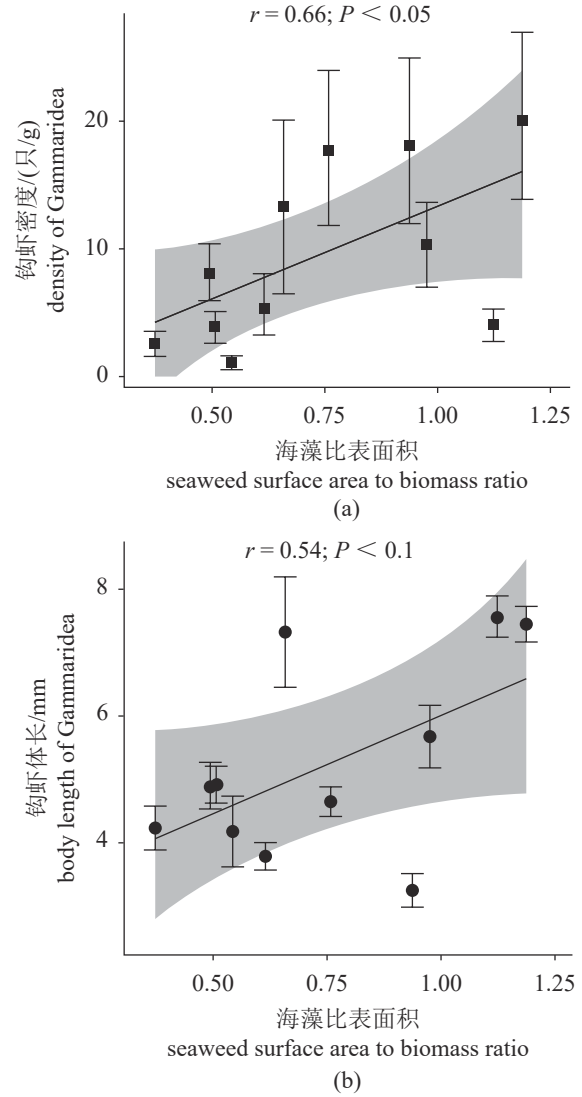 r = 0.66; P < 0.05
20
10
0
钩虾密度/(只/g)
density of Gammaridea
0.50 0.75 1.00 1.25
海藻比表面积
seaweed surface area to biomass ratio
(a)
r = 0.54; P < 0.1
8
6
4
钩虾体长/mm
body length of Gammaridea
0.50 0.75 1.00 1.25
海藻比表面积
seaweed surface area to biomass ratio
(b)